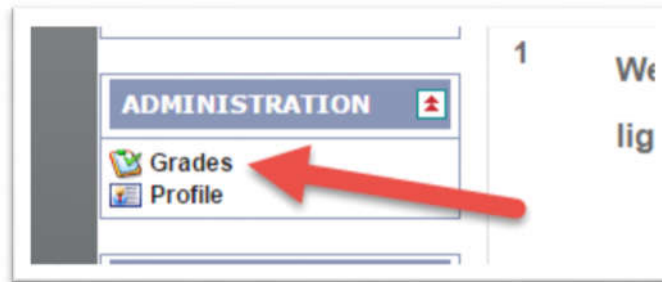 ADMINISTRATION
Grades
Profile
1
We
lig